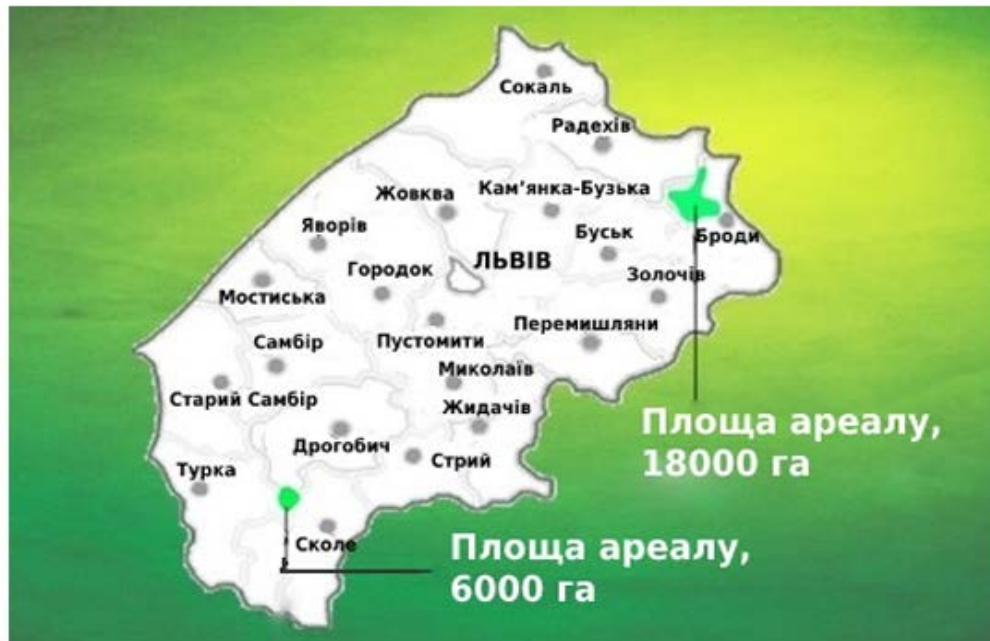 Сокаль
Радехів
Жовква
Кам’янка-Бузька
Яворів
Буськ
Броди
Городок
ЛЬВІВ
Золочів
Мостиська
Самбір
Пустомити
Перемишляни
Миколаїв
Старий Самбір
Жидачів
Дрогобич
Стрий
Турка
Сколе
Площа ареалу,
18000 га
Площа ареалу,
6000 га